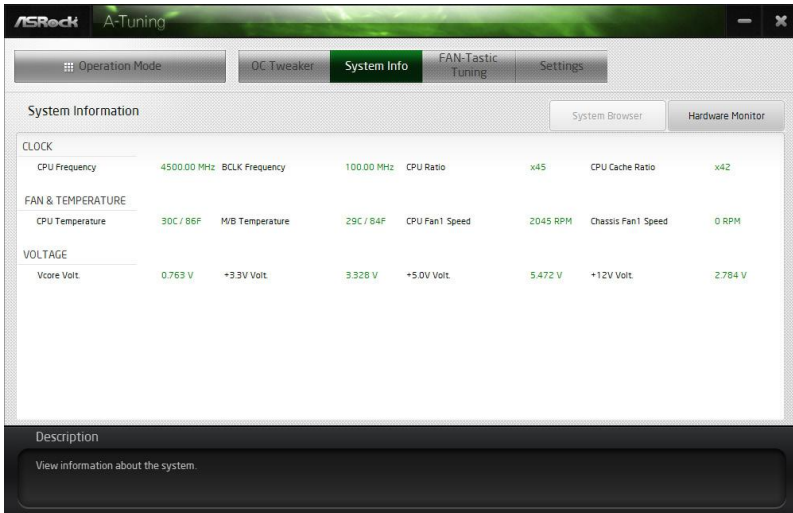 ASRock A-Tuning
Operation Mode OC Tweaker System Info FAN-Tastic Tuning Settings
System Information System Browser Hardware Monitor
CLOCK
CPU Frequency 4500.00 MHz BCLK Frequency 100.00 MHz CPU Ratio x45 CPU Cache Ratio x42
FAN & TEMPERATURE
CPU Temperature 30C / 86F M/B Temperature 29C / 84F CPU Fan1 Speed 2045 RPM Chassis Fan1 Speed 0 RPM
VOLTAGE
Vcore Volt. 0.763 V +3.3V Volt. 3.328 V +5.0V Volt. 5.472 V +12V Volt. 2.784 V
Description
View information about the system.